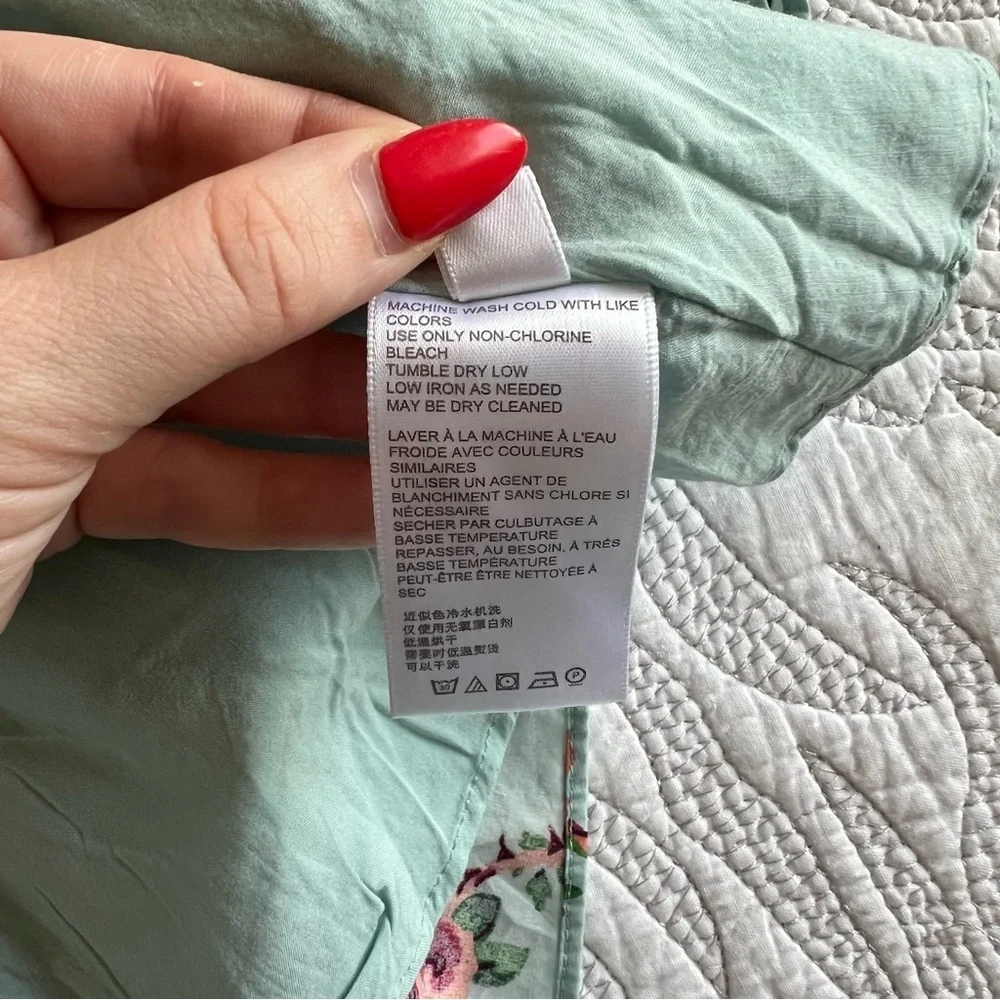 MACHINE WASH COLD WITH LIKE
COLORS
USE ONLY NON-CHLORINE
BLEACH
TUMBLE DRY LOW
LOW IRON AS NEEDED
MAY BE DRY CLEANED
LAVER À LA MACHINE À L'EAU
FROIDE AVEC COULEURS
SIMILAIRES
UTILISER UN AGENT DE
BLANCHIMENT SANS CHLORE SI
NÉCESSAIRE
SECHER PAR CULBUTAGE À
BASSE TEMPERATURE
REPASSER, AU BESOIN, À TRÉS
BASSE TEMPÉRATURE
PEUT-ÊTRE ÊTRE NETTOYÉE À
SEC
近似色冷水机洗
仅使用无氯漂白剂
低温烘干
需要时低温熨烫
可以干洗
30 P